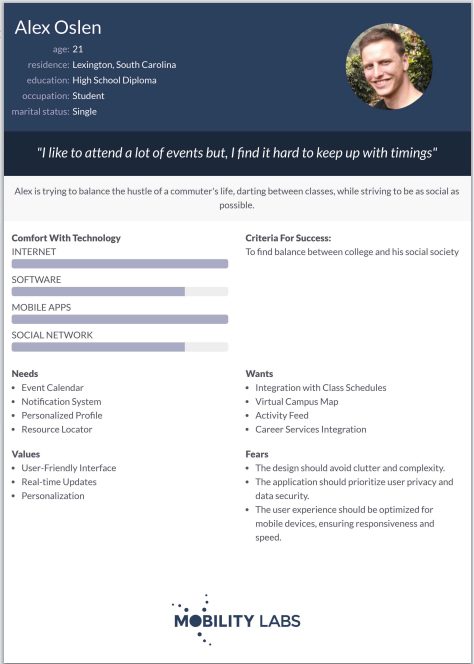 Alex Oslen
age: 21
residence: Lexington, South Carolina
education: High School Diploma
occupation: Student
marital status: Single
"I like to attend a lot of events but, I find it hard to keep up with timings"
Alex is trying to balance the hustle of a commuter's life, darting between classes, while striving to be as social as
possible.
Comfort With Technology
INTERNET
SOFTWARE
MOBILE APPS
SOCIAL NETWORK
Criteria For Success:
To find balance between college and his social society
Needs
• Event Calendar
• Notification System
• Personalized Profile
• Resource Locator
Wants
• Integration with Class Schedules
• Virtual Campus Map
• Activity Feed
• Career Services Integration
Values
• User-Friendly Interface
• Real-time Updates
• Personalization
Fears
• The design should avoid clutter and complexity.
• The application should prioritize user privacy and
data security.
• The user experience should be optimized for
mobile devices, ensuring responsiveness and
speed.
MOBILITY LABS